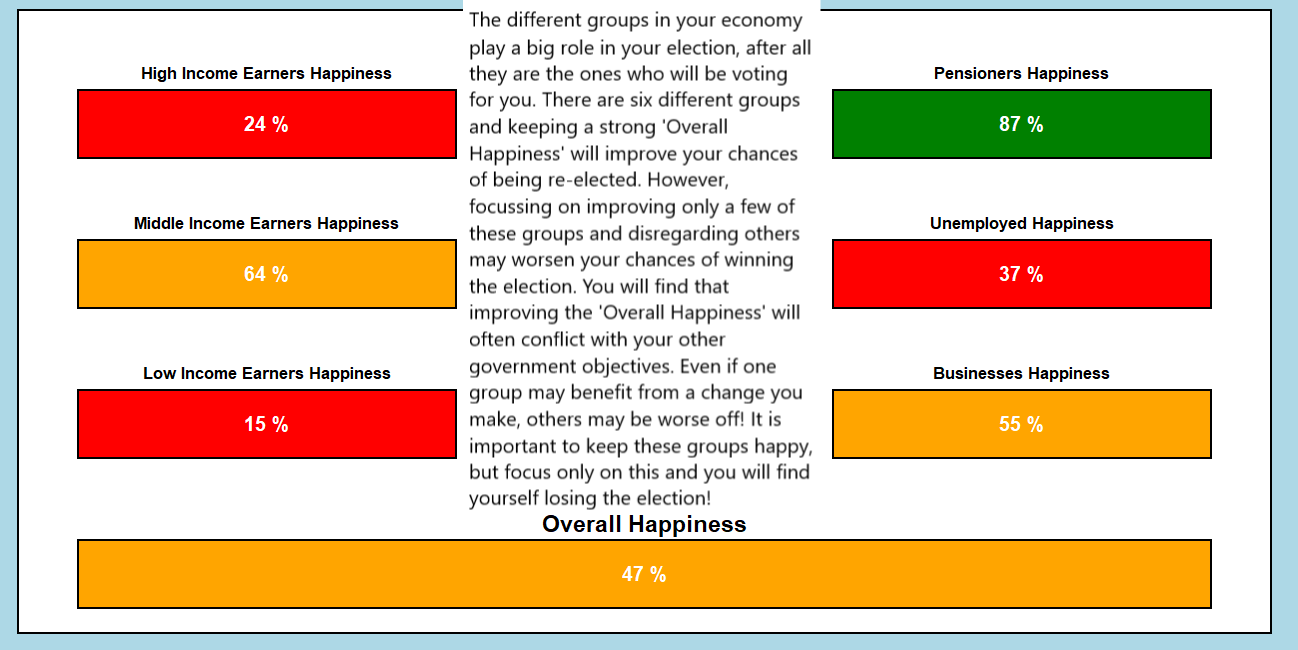 High Income Earners Happiness
24 %
Middle Income Earners Happiness
64 %
Low Income Earners Happiness
15 %
The different groups in your economy
play a big role in your election, after all
they are the ones who will be voting
for you. There are six different groups
and keeping a strong 'Overall
Happiness' will improve your chances
of being re-elected. However,
focussing on improving only a few of
these groups and disregarding others
may worsen your chances of winning
the election. You will find that
improving the 'Overall Happiness' will
often conflict with your other
government objectives. Even if one
group may benefit from a change you
make, others may be worse off! It is
important to keep these groups happy,
but focus only on this and you will find
yourself losing the election!
Pensioners Happiness
87 %
Unemployed Happiness
37 %
Businesses Happiness
55 %
Overall Happiness
47 %